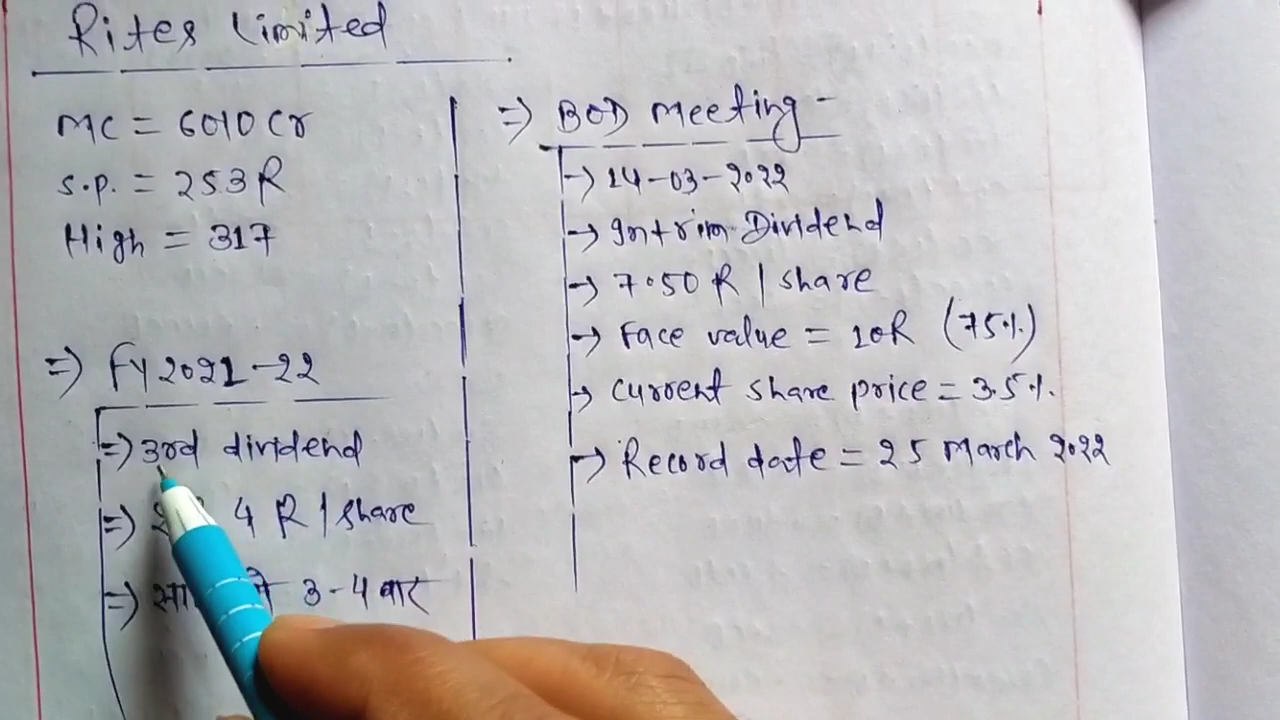 Rites Limited
MC = 6010 Cr
S.P. = 253 R
High = 317
=) Fy 2021-22
=) 3rd dividend
=) 4 R / share
=) 3-4 बार
=) BOD Meeting -
-) 14-03-2022
-) Intrim Dividend
-) 7.50 R / share
-) Face value = 10R (75%)
-) Current share price = 3.5%.
-) Record date = 25 March 2022